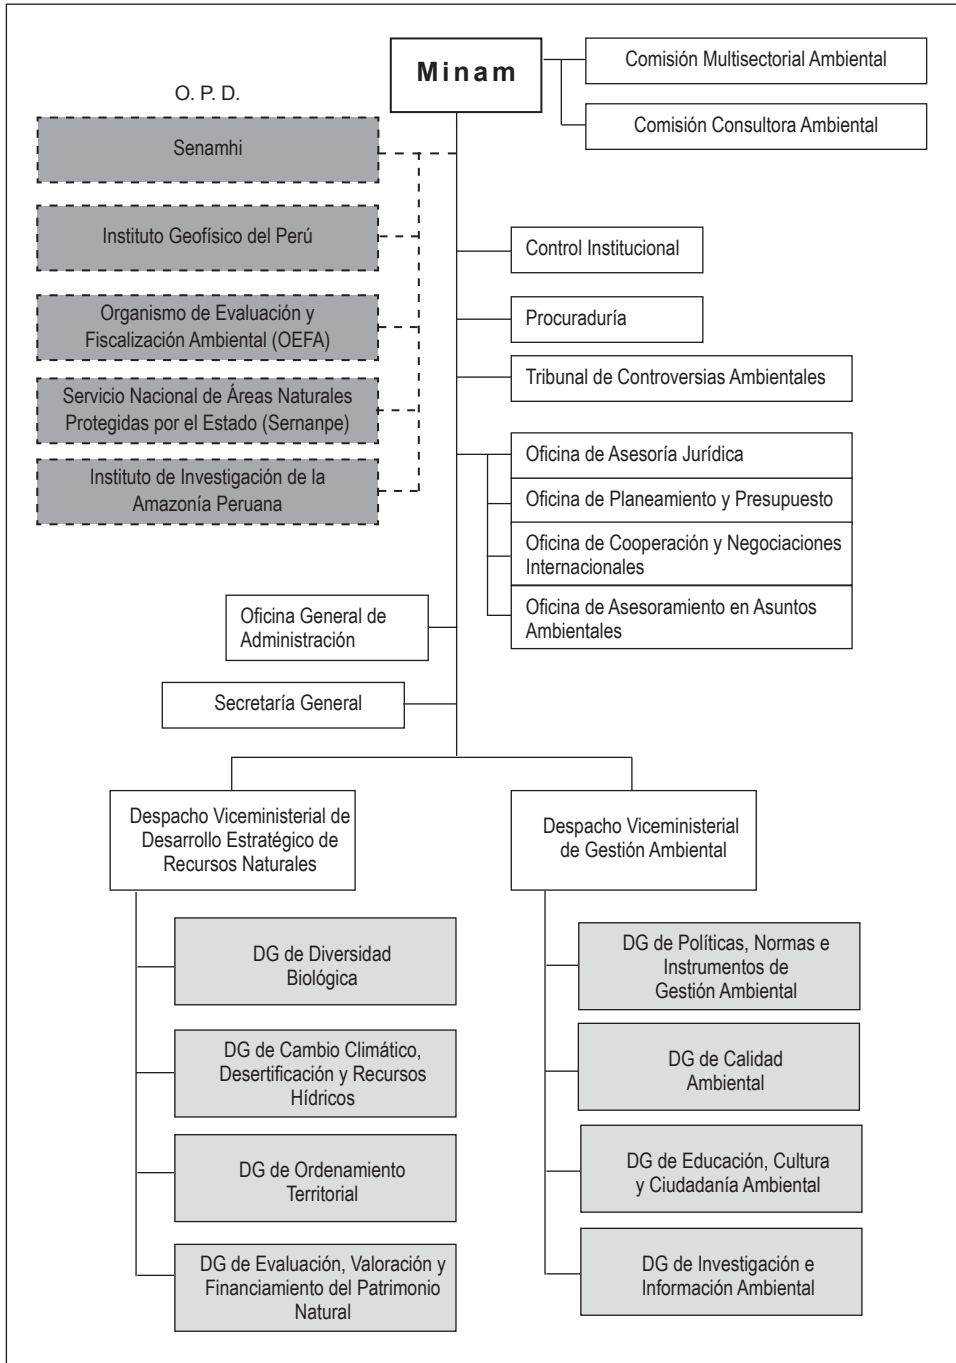 Minam
Comisión Multisectorial Ambiental
Comisión Consultora Ambiental
O. P. D.
Senamhi
Instituto Geofísico del Perú
Organismo de Evaluación y
Fiscalización Ambiental (OEFA)
Servicio Nacional de Áreas Naturales
Protegidas por el Estado (Sernanpe)
Instituto de Investigación de la
Amazonía Peruana
Control Institucional
Procuraduría
Tribunal de Controversias Ambientales
Oficina de Asesoría Jurídica
Oficina de Planeamiento y Presupuesto
Oficina de Cooperación y Negociaciones
Internacionales
Oficina de Asesoramiento en Asuntos
Ambientales
Oficina General de
Administración
Secretaría General
Despacho Viceministerial de
Desarrollo Estratégico de
Recursos Naturales
DG de Diversidad
Biológica
DG de Cambio Climático,
Desertificación y Recursos
Hídricos
DG de Ordenamiento
Territorial
DG de Evaluación, Valoración y
Financiamiento del Patrimonio
Natural
Despacho Viceministerial
de Gestión Ambiental
DG de Políticas, Normas e
Instrumentos de
Gestión Ambiental
DG de Calidad
Ambiental
DG de Educación, Cultura
y Ciudadanía Ambiental
DG de Investigación e
Información Ambiental